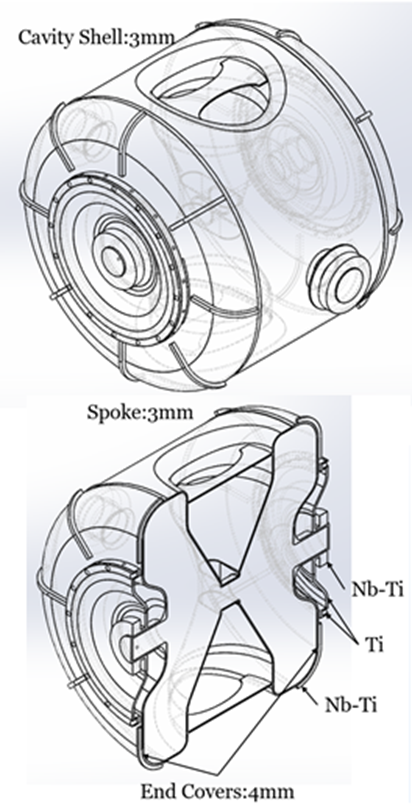 Cavity Shell:3mm
Spoke:3mm
Nb-Ti
Ti
Nb-Ti
End Covers:4mm